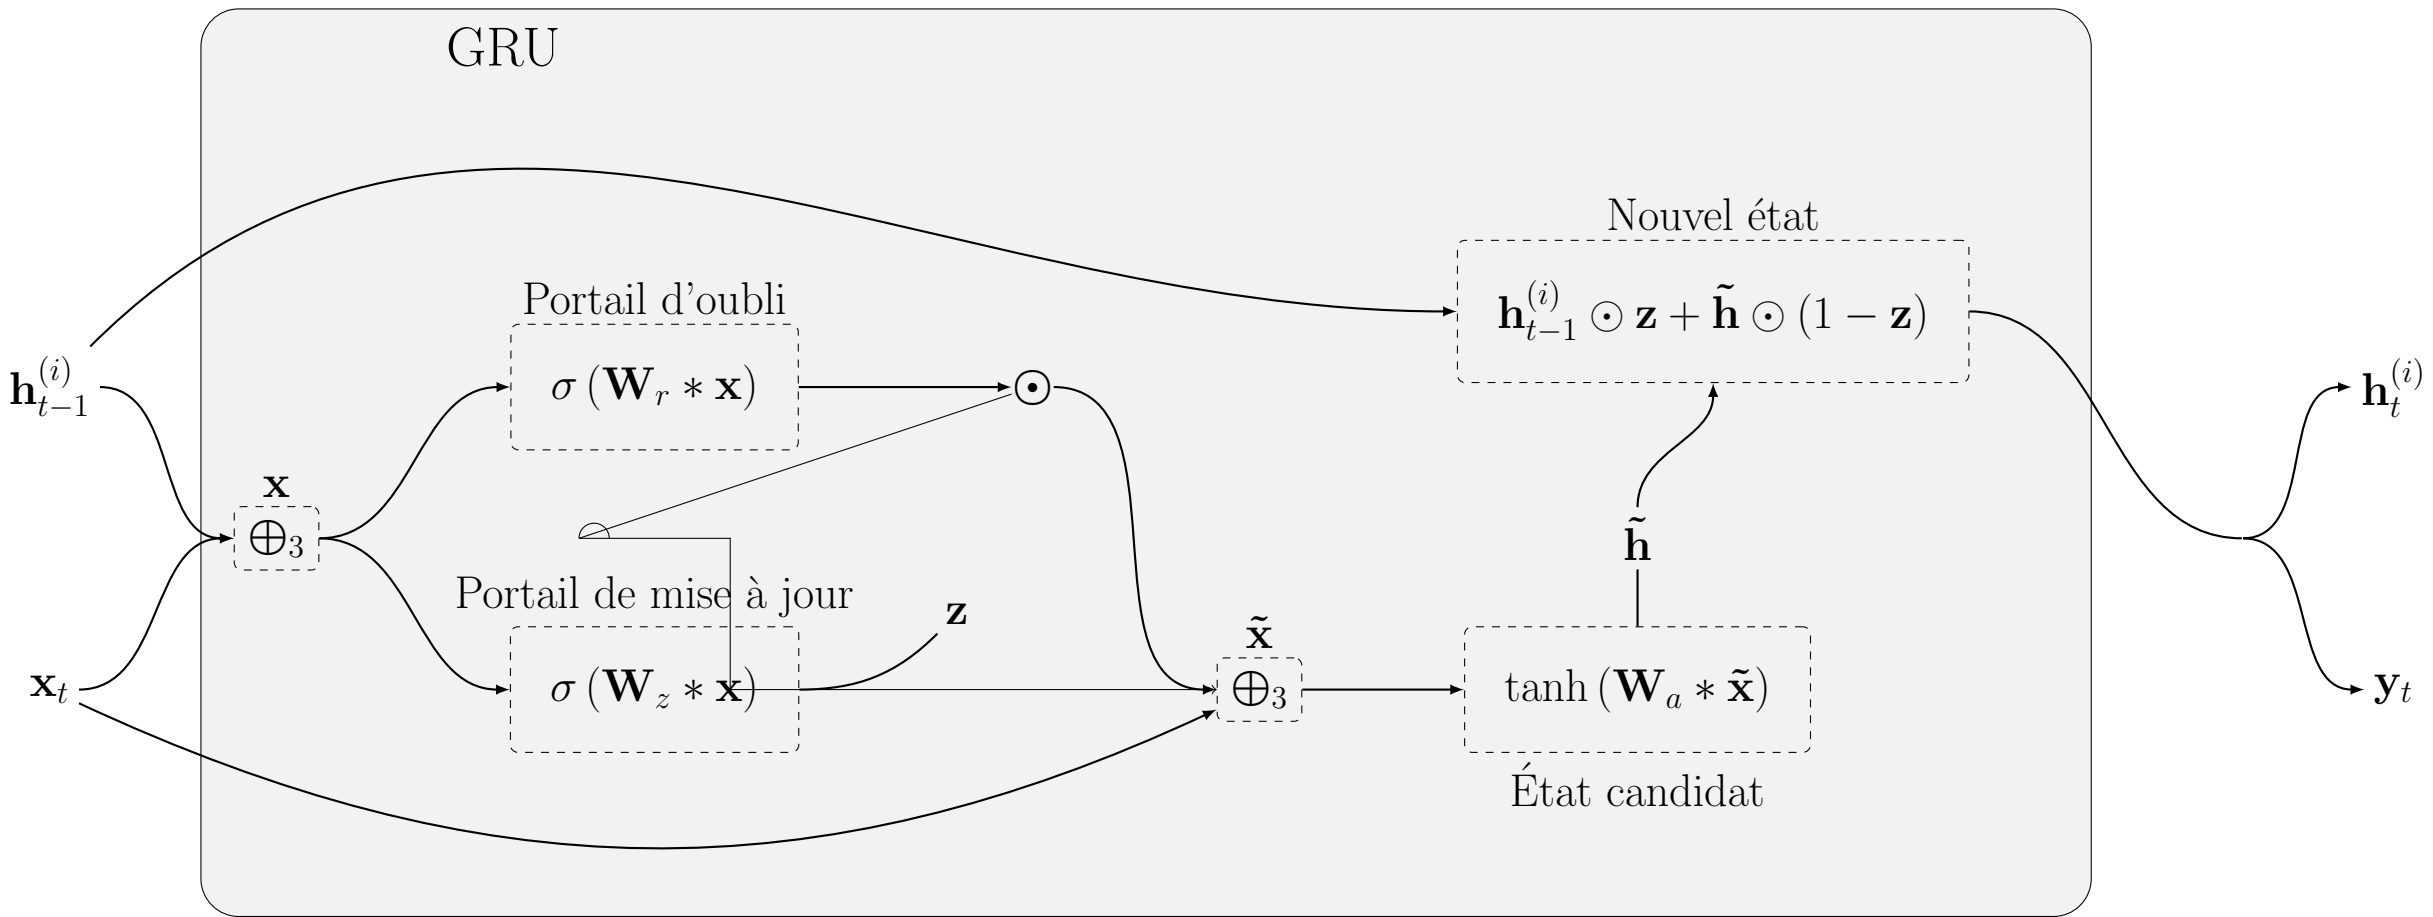 GRU
Nouvel état
𝐡_{t−1}^{(i)} ⊙ 𝐳 + 𝐡̃ ⊙ (1 − 𝐳)
Portail d'oubli
σ (𝐖_r ∗ 𝐱)
⊙
𝐡_{t−1}^{(i)}
𝐡_t^{(i)}
𝐱
⊕_3
𝐡̃
Portail de mise à jour
𝐳
σ (𝐖_z ∗ 𝐱)
𝐱̃
⊕_3
tanh (𝐖_a ∗ 𝐱̃)
𝐱_t
𝐲_t
État candidat